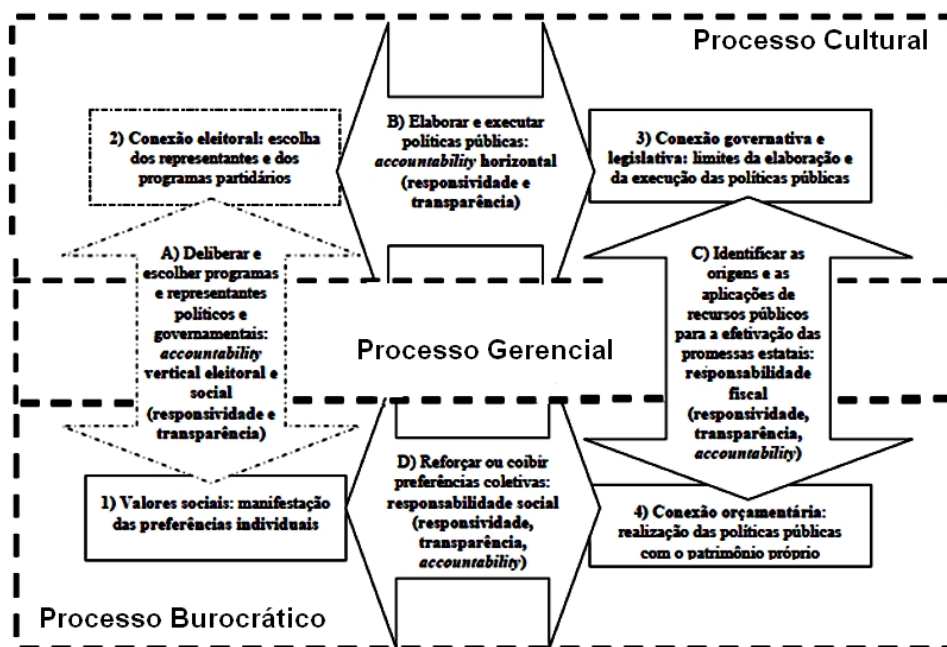 Processo Cultural
2) Conexão eleitoral: escolha
dos representantes e dos
programas partidários
B) Elaborar e executar
políticas públicas:
accountability horizontal
(responsividade e
transparência)
3) Conexão governativa e
legislativa: limites da elaboração e
da execução das políticas públicas
A) Deliberar e
escolher programas
e representantes
políticos e
governamentais:
accountability
vertical eleitoral e
social
(responsividade e
transparência)
Processo Gerencial
C) Identificar as
origens e as
aplicações de
recursos públicos
para a efetivação das
promessas estatais:
responsabilidade
fiscal
(responsividade,
transparência,
accountability)
1) Valores sociais: manifestação
das preferências individuais
D) Reforçar ou coibir
preferências coletivas:
responsabilidade social
(responsividade,
transparência,
accountability)
4) Conexão orçamentária:
realização das políticas públicas
com o patrimônio próprio
Processo Burocrático